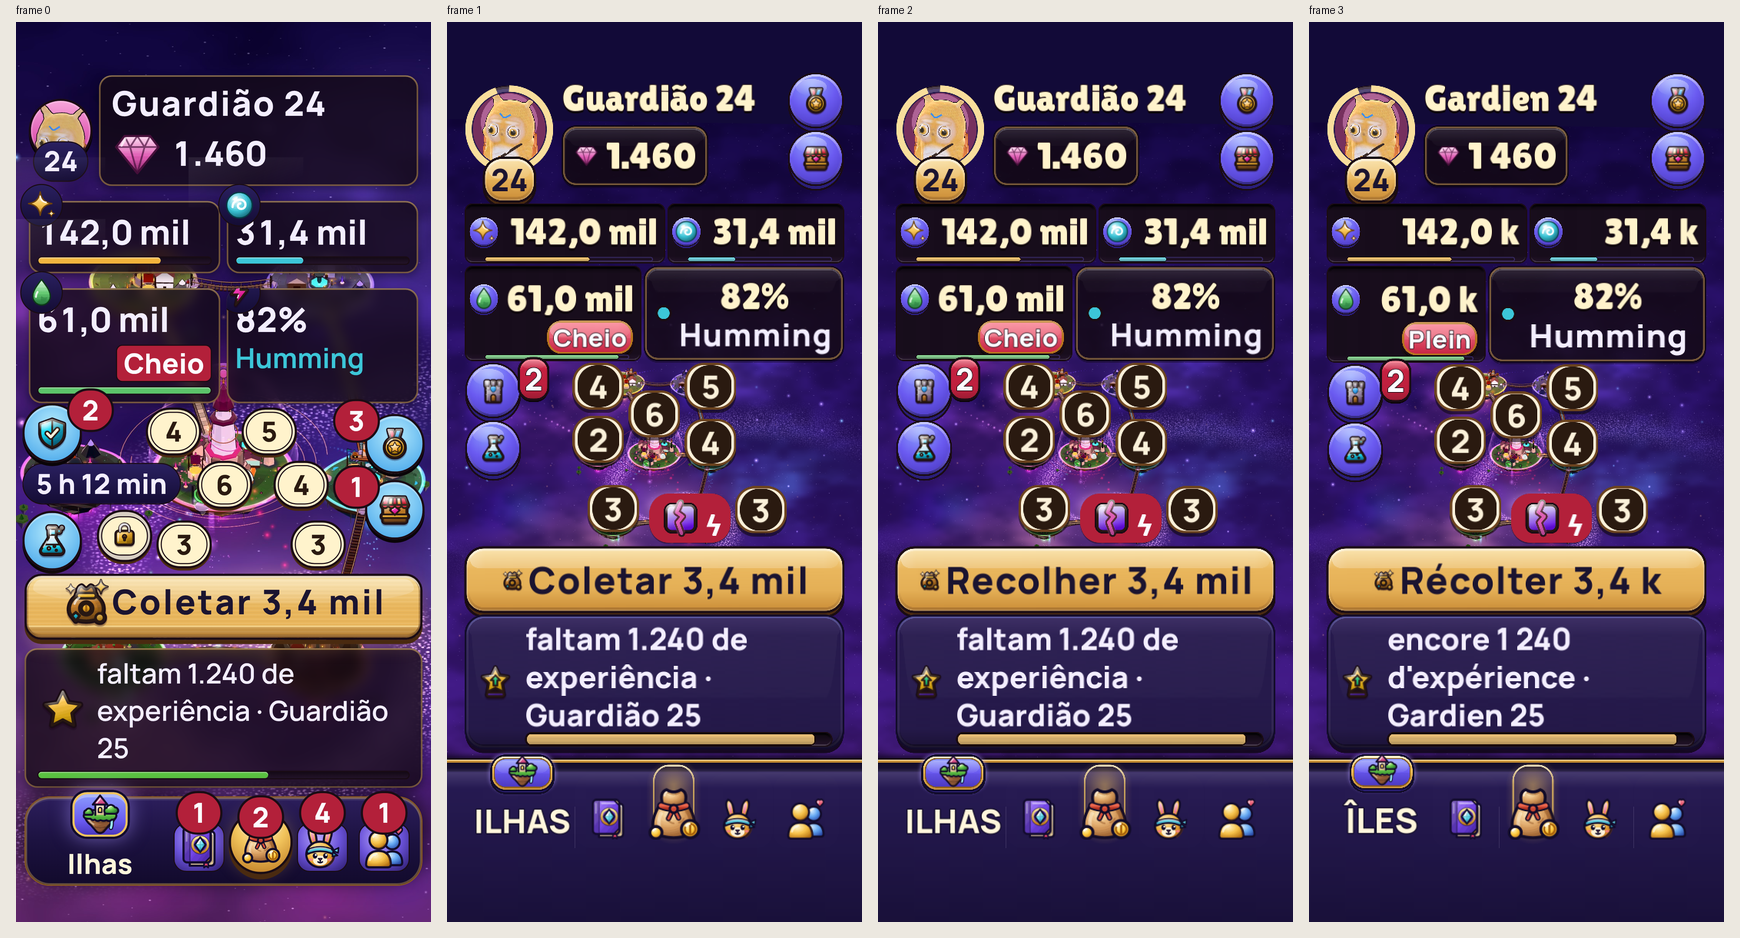 frame 0
Guardião 24
1.460
24
142,0 mil
31,4 mil
61,0 mil
Cheio
82%
Humming
2
4
5
3
5 h 12 min
6
4
1
3
3
Coletar 3,4 mil
faltam 1.240 de
experiência · Guardião
25
1
2
4
1
Ilhas
frame 1
Guardião 24
1.460
24
142,0 mil
31,4 mil
61,0 mil
Cheio
82%
Humming
2
4
5
6
2
4
3
3
Coletar 3,4 mil
faltam 1.240 de
experiência ·
Guardião 25
ILHAS
frame 2
Guardião 24
1.460
24
142,0 mil
31,4 mil
61,0 mil
Cheio
82%
Humming
2
4
5
6
2
4
3
3
Recolher 3,4 mil
faltam 1.240 de
experiência ·
Guardião 25
ILHAS
frame 3
Gardien 24
1 460
24
142,0 k
31,4 k
61,0 k
Plein
82%
Humming
2
4
5
6
2
4
3
3
Récolter 3,4 k
encore 1 240
d'expérience ·
Gardien 25
ÎLES